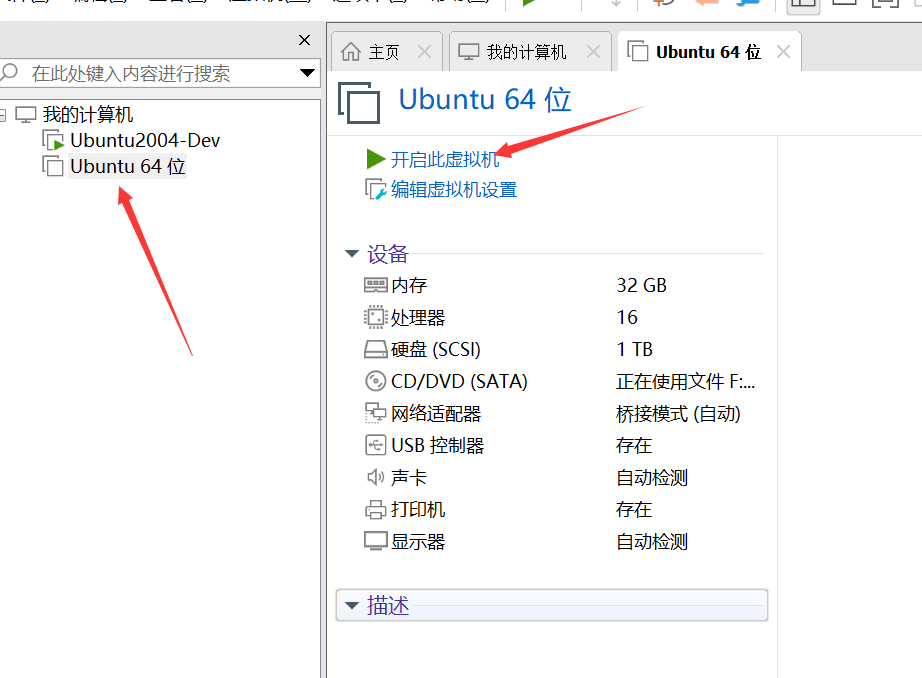 在此处键入内容进行搜索
我的计算机
Ubuntu2004-Dev
Ubuntu 64 位
主页
我的计算机
Ubuntu 64 位
Ubuntu 64 位
开启此虚拟机
编辑虚拟机设置
设备
内存 32 GB
处理器 16
硬盘 (SCSI) 1 TB
CD/DVD (SATA) 正在使用文件 F:...
网络适配器 桥接模式 (自动)
USB 控制器 存在
声卡 自动检测
打印机 存在
显示器 自动检测
描述